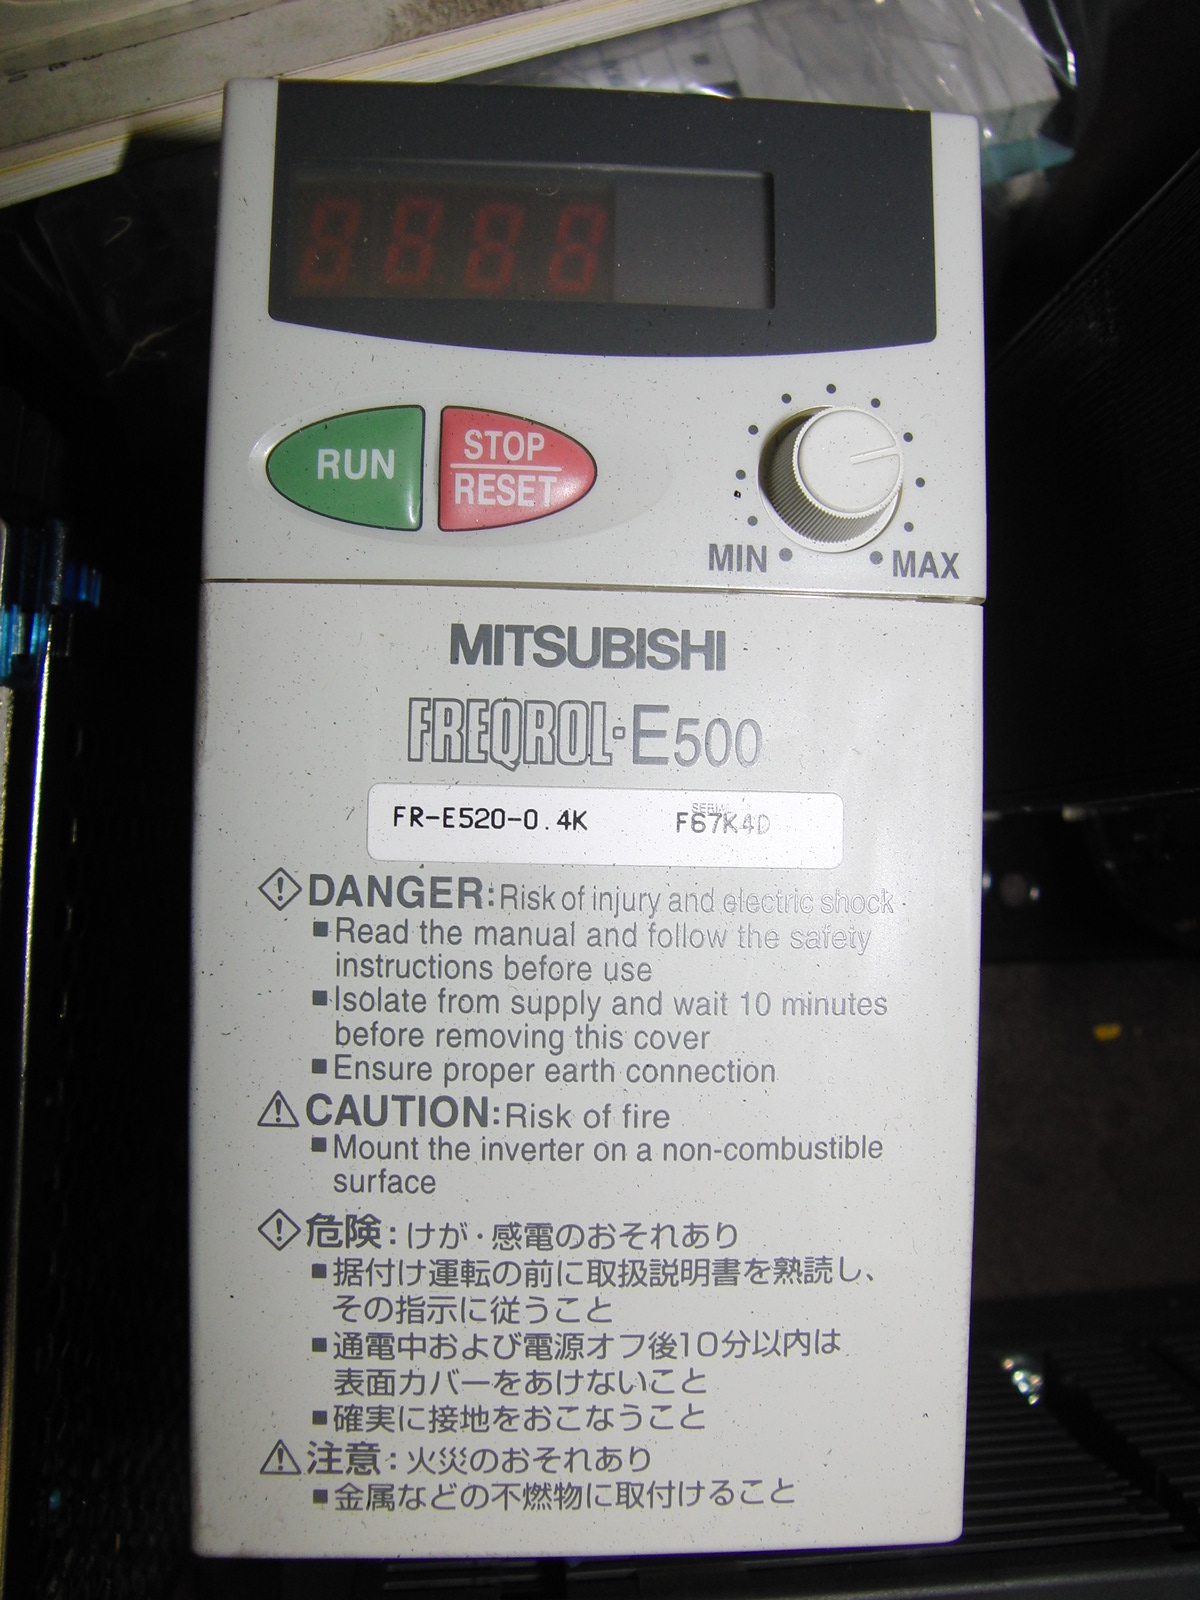 8888
RUN
STOP
RESET
MIN
MAX
MITSUBISHI
FREQROL-E500
SERIAL
FR-E520-0.4K F67K4D
DANGER:Risk of injury and electric shock
■Read the manual and follow the safety
instructions before use
■Isolate from supply and wait 10 minutes
before removing this cover
■Ensure proper earth connection
CAUTION:Risk of fire
■Mount the inverter on a non-combustible
surface
危険:けが・感電のおそれあり
■据付け運転の前に取扱説明書を熟読し、
その指示に従うこと
■通電中および電源オフ後10分以内は
表面カバーをあけないこと
■確実に接地をおこなうこと
注意:火災のおそれあり
■金属などの不燃物に取付けること